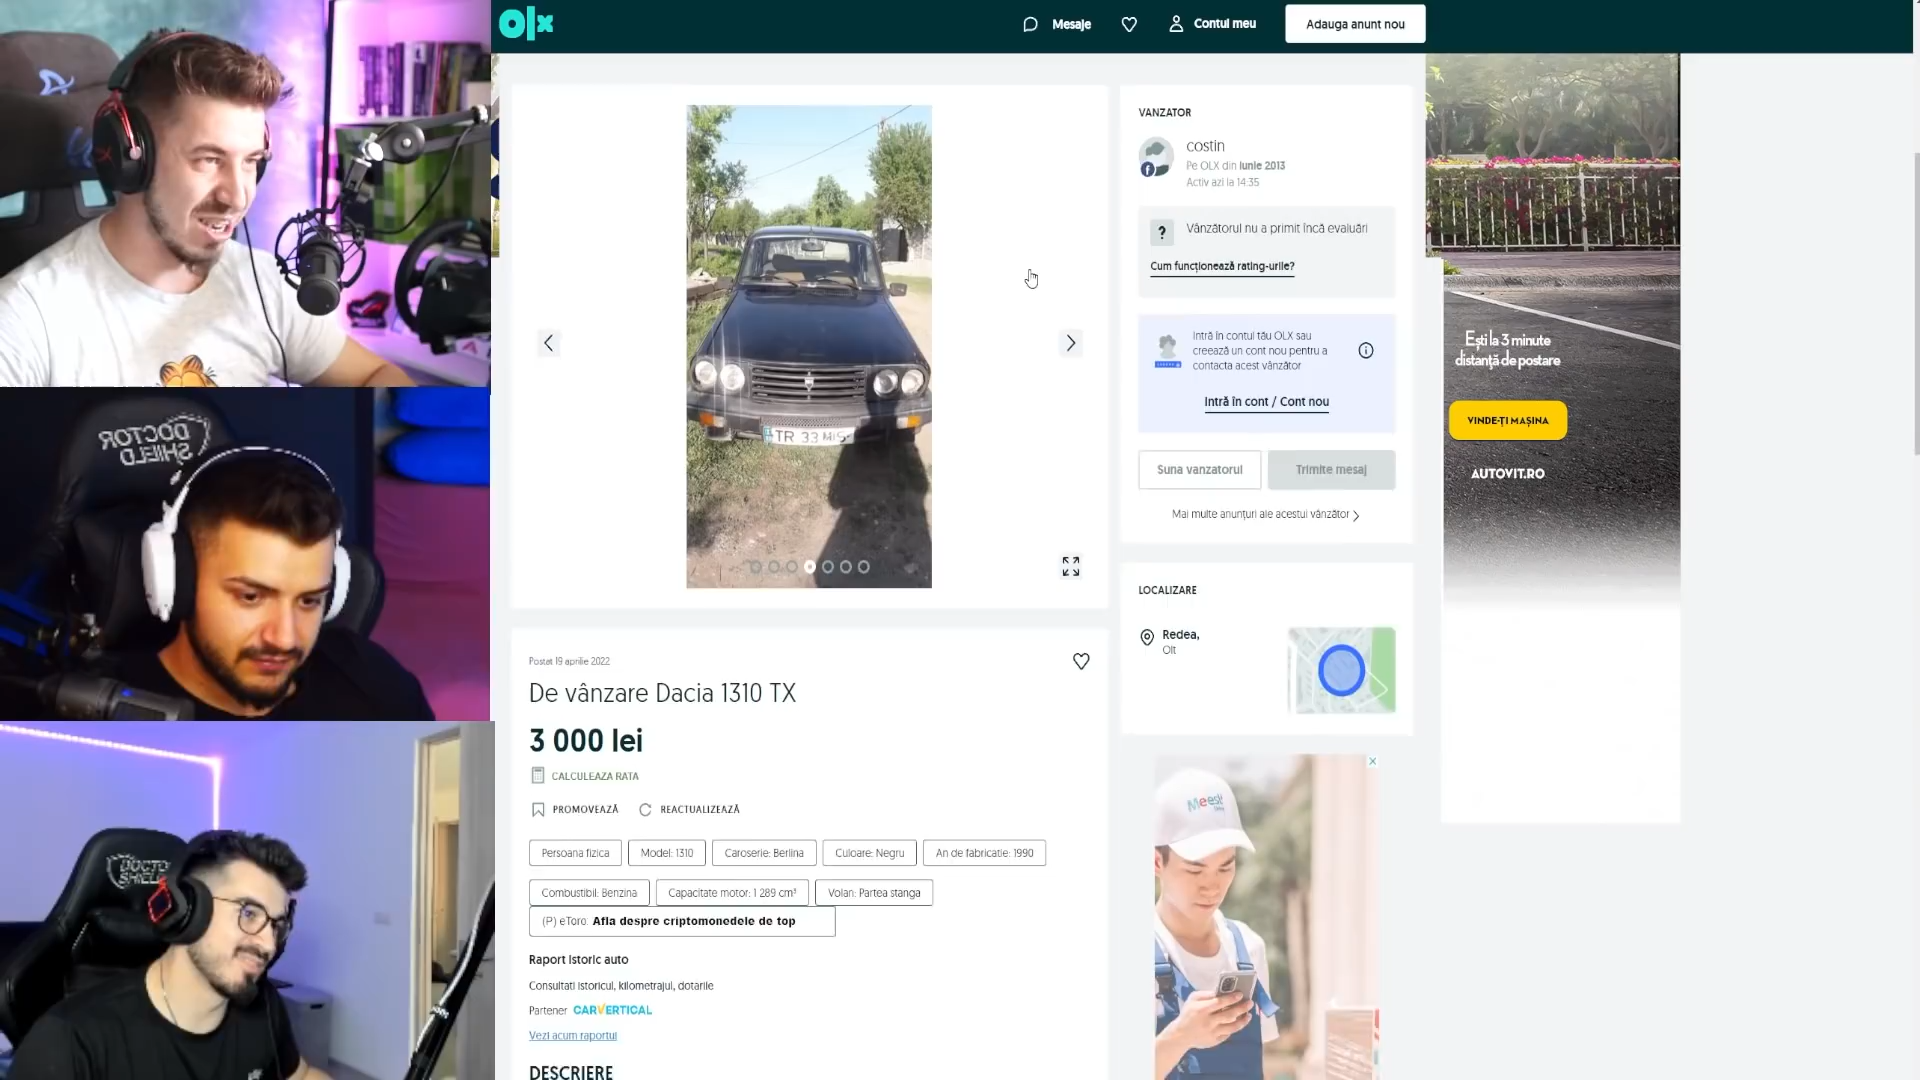 olx
Mesaje
Contul meu
Adauga anunt nou
DOCTOR
SHIELD
TR 33 MIS
VANZATOR
costin
Pe OLX din iunie 2013
Activ azi la 14:35
?
Vânzătorul nu a primit încă evaluări
Cum funcționează rating-urile?
Intră în contul tău OLX sau
creează un cont nou pentru a
contacta acest vânzător
Intră în cont / Cont nou
Suna vanzatorul
Trimite mesaj
Mai multe anunțuri ale acestui vânzător
LOCALIZARE
Redea,
Olt
Ești la 3 minute
distanță de postare
VINDE-ȚI MAȘINA
AUTOVIT.RO
Postat 19 aprilie 2022
De vânzare Dacia 1310 TX
3 000 lei
CALCULEAZA RATA
PROMOVEAZĂ
REACTUALIZEAZĂ
Persoana fizica
Model: 1310
Caroserie: Berlina
Culoare: Negru
An de fabricatie: 1990
Combustibil: Benzina
Capacitate motor: 1 289 cm³
Volan: Partea stanga
(P) eToro: Afla despre criptomonedele de top
Raport istoric auto
Consultati istoricul, kilometrajul, dotarile
Partener CARVERTICAL
Vezi acum raportul
DESCRIERE
Meest
DOCTO
SHIELD